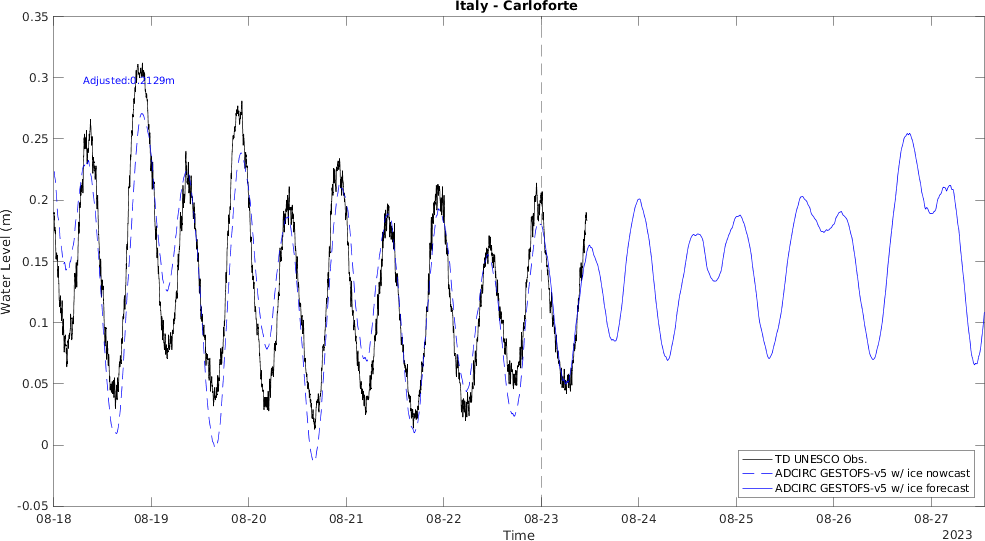 Italy - Carloforte
0.35
0.3
0.25
0.2
0.15
0.1
0.05
0
-0.05
Water Level (m)
Adjusted:0.2129m
TD UNESCO Obs.
ADCIRC GESTOFS-v5 w/ ice nowcast
ADCIRC GESTOFS-v5 w/ ice forecast
08-18 08-19 08-20 08-21 08-22 08-23 08-24 08-25 08-26 08-27
Time
2023